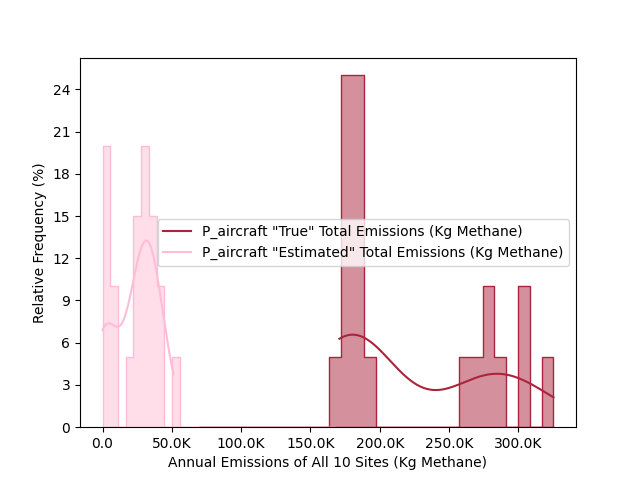 24
21
18
15
12
9
6
3
0
Relative Frequency (%)
P_aircraft "True" Total Emissions (Kg Methane)
P_aircraft "Estimated" Total Emissions (Kg Methane)
0.0 50.0K 100.0K 150.0K 200.0K 250.0K 300.0K
Annual Emissions of All 10 Sites (Kg Methane)